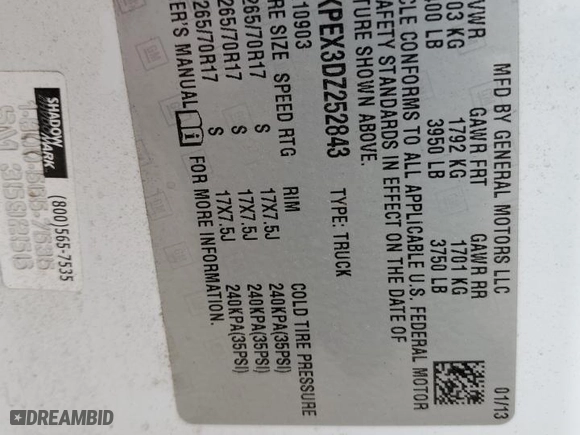 MFD BY GENERAL MOTORS LLC
01/13
VWR GAWR FRT GAWR RR
03 KG 1792 KG 1701 KG
00 LB 3950 LB 3750 LB
CLE CONFORMS TO ALL APPLICABLE U.S. FEDERAL MOTOR
AFETY STANDARDS IN EFFECT ON THE DATE OF
TURE SHOWN ABOVE.
KPEX3DZ252843 TYPE: TRUCK
10903
RE SIZE SPEED RTG RIM COLD TIRE PRESSURE
265/70R17 S 17X7.5J 240KPA(35PSI)
265/70R17 S 17X7.5J 240KPA(35PSI)
265/70R17 S 17X7.5J 240KPA(35PSI)
ER'S MANUAL FOR MORE INFORMATION.
SHADOW MARK
(800)565-7535
DREAMBID